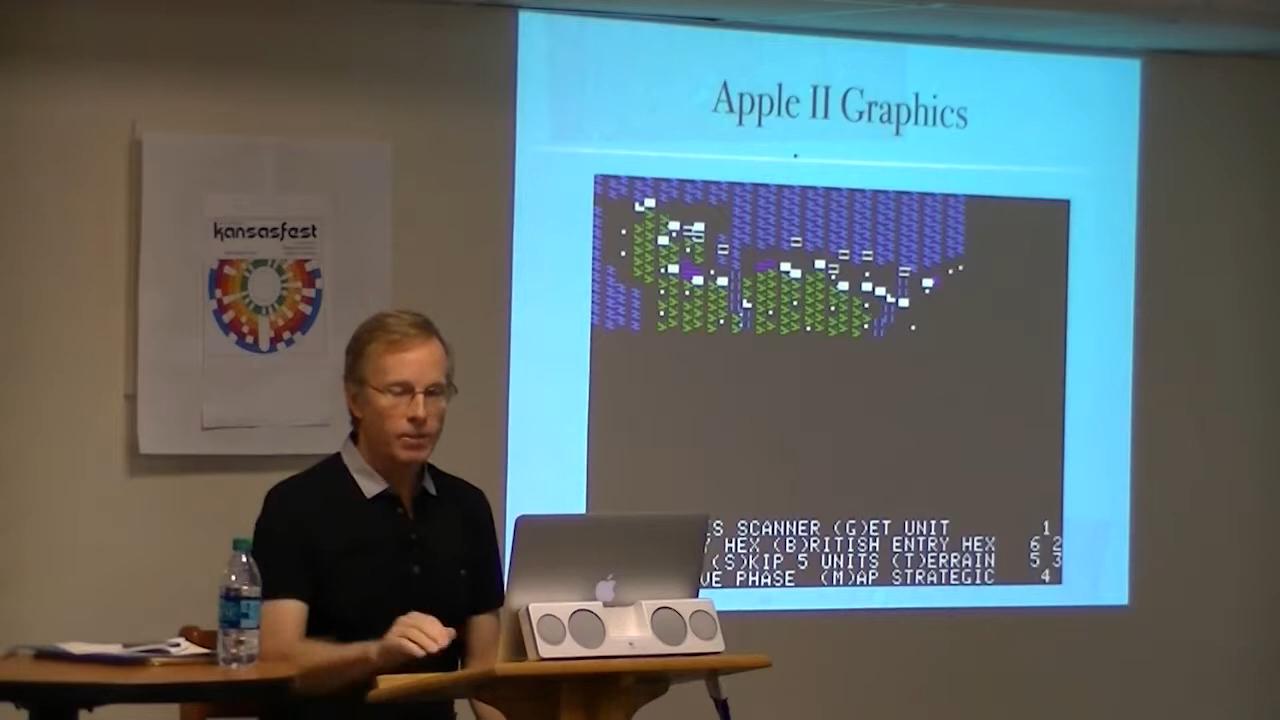 Apple II Graphics
kansasfest
S SCANNER (G)ET UNIT 1
HEX (B)RITISH ENTRY HEX 6 2
(S)KIP 5 UNITS (T)ERRAIN 5 3
VE PHASE (M)AP STRATEGIC 4